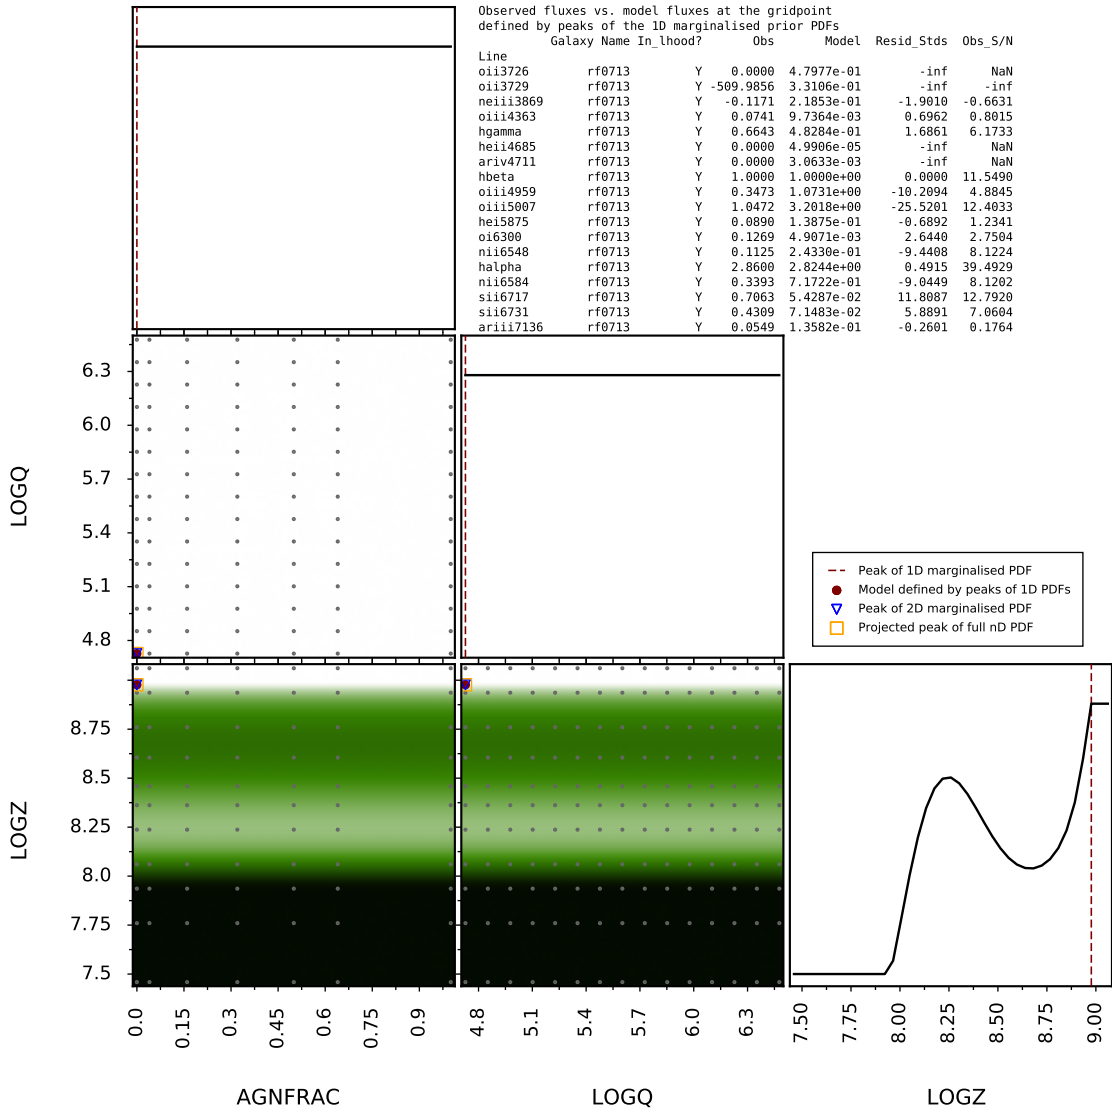 Observed fluxes vs. model fluxes at the gridpoint
defined by peaks of the 1D marginalised prior PDFs
Galaxy Name In_lhood? Obs Model Resid_Stds Obs_S/N
Line
oii3726 rf0713 Y 0.0000 4.7977e-01 -inf NaN
oii3729 rf0713 Y -509.9856 3.3106e-01 -inf -inf
neiii3869 rf0713 Y -0.1171 2.1853e-01 -1.9010 -0.6631
oiii4363 rf0713 Y 0.0741 9.7364e-03 0.6962 0.8015
hgamma rf0713 Y 0.6643 4.8284e-01 1.6861 6.1733
heii4685 rf0713 Y 0.0000 4.9906e-05 -inf NaN
ariv4711 rf0713 Y 0.0000 3.0633e-03 -inf NaN
hbeta rf0713 Y 1.0000 1.0000e+00 0.0000 11.5490
oiii4959 rf0713 Y 0.3473 1.0731e+00 -10.2094 4.8845
oiii5007 rf0713 Y 1.0472 3.2018e+00 -25.5201 12.4033
hei5875 rf0713 Y 0.0890 1.3875e-01 -0.6892 1.2341
oi6300 rf0713 Y 0.1269 4.9071e-03 2.6440 2.7504
nii6548 rf0713 Y 0.1125 2.4330e-01 -9.4408 8.1224
halpha rf0713 Y 2.8600 2.8244e+00 0.4915 39.4929
nii6584 rf0713 Y 0.3393 7.1722e-01 -9.0449 8.1202
sii6717 rf0713 Y 0.7063 5.4287e-02 11.8087 12.7920
sii6731 rf0713 Y 0.4309 7.1483e-02 5.8891 7.0604
ariii7136 rf0713 Y 0.0549 1.3582e-01 -0.2601 0.1764
LOGQ
6.3
6.0
5.7
5.4
5.1
4.8
Peak of 1D marginalised PDF
Model defined by peaks of 1D PDFs
Peak of 2D marginalised PDF
Projected peak of full nD PDF
LOGZ
8.75
8.5
8.25
8.0
7.75
7.5
0.0 0.15 0.3 0.45 0.6 0.75 0.9
4.8 5.1 5.4 5.7 6.0 6.3
7.50 7.75 8.00 8.25 8.50 8.75 9.00
AGNFRAC LOGQ LOGZ